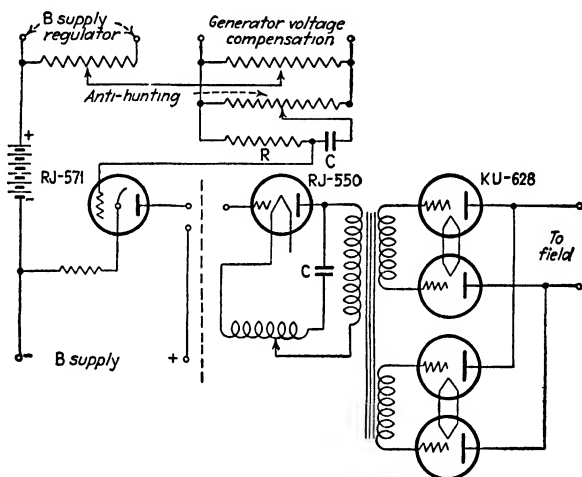 B supply
regulator
Generator voltage
compensation
Anti-hunting
+
R
C
RJ-571
RJ-550
KU-628
-
C
To
field
-
B supply
+